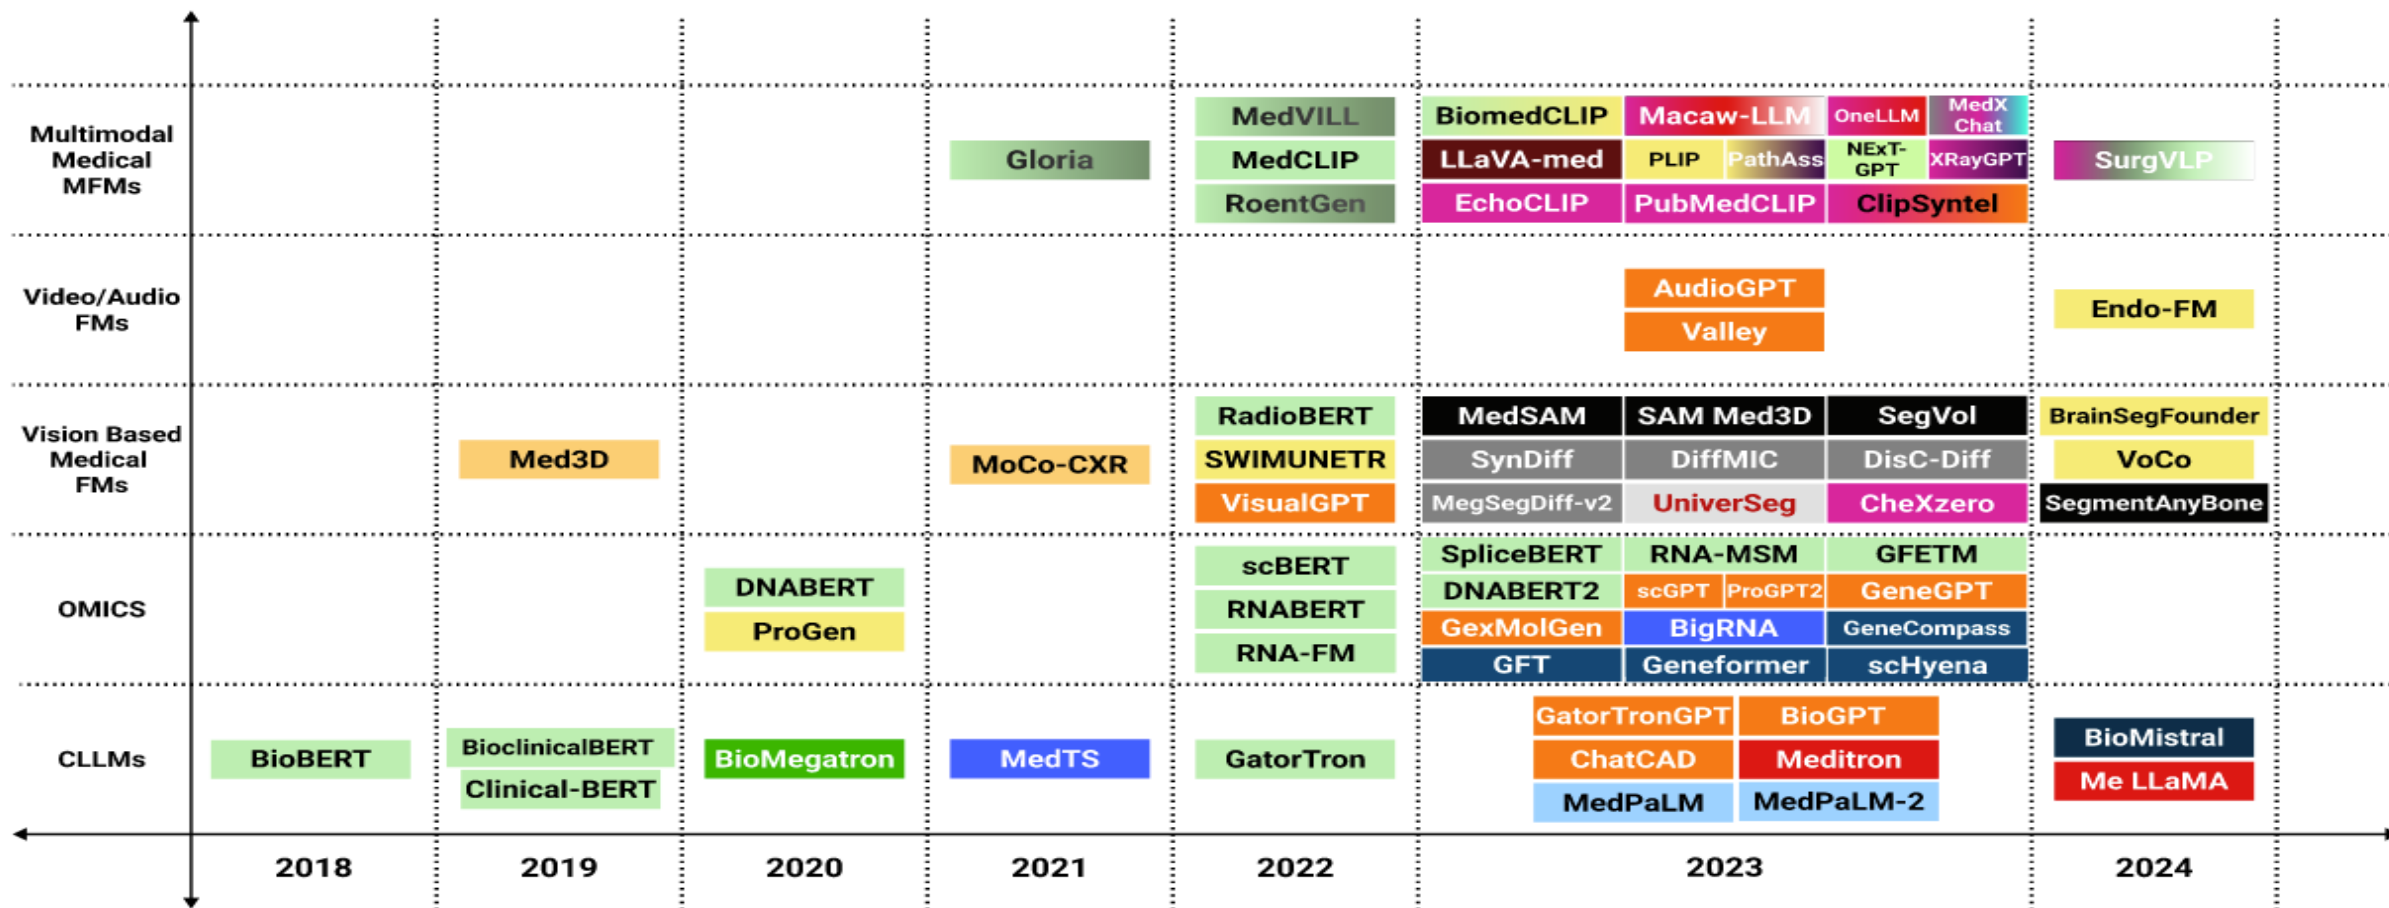 Multimodal
Medical
MFMs
Gloria
MedVILL
MedCLIP
RoentGen
BiomedCLIP
Macaw-LLM
OneLLM
MedX
Chat
LLaVA-med
PLIP
PathAss
NExT-
GPT
XRayGPT
EchoCLIP
PubMedCLIP
ClipSyntel
SurgVLP
Video/Audio
FMs
AudioGPT
Valley
Endo-FM
Vision Based
Medical
FMs
Med3D
MoCo-CXR
RadioBERT
SWIMUNETR
VisualGPT
MedSAM
SAM Med3D
SegVol
SynDiff
DiffMIC
DisC-Diff
MegSegDiff-v2
UniverSeg
CheXzero
BrainSegFounder
VoCo
SegmentAnyBone
OMICS
DNABERT
ProGen
scBERT
RNABERT
RNA-FM
SpliceBERT
RNA-MSM
GFETM
DNABERT2
scGPT
ProGPT2
GeneGPT
GexMolGen
BigRNA
GeneCompass
GFT
Geneformer
scHyena
CLLMs
BioBERT
BioclinicalBERT
Clinical-BERT
BioMegatron
MedTS
GatorTron
GatorTronGPT
BioGPT
ChatCAD
Meditron
MedPaLM
MedPaLM-2
BioMistral
Me LLaMA
2018
2019
2020
2021
2022
2023
2024